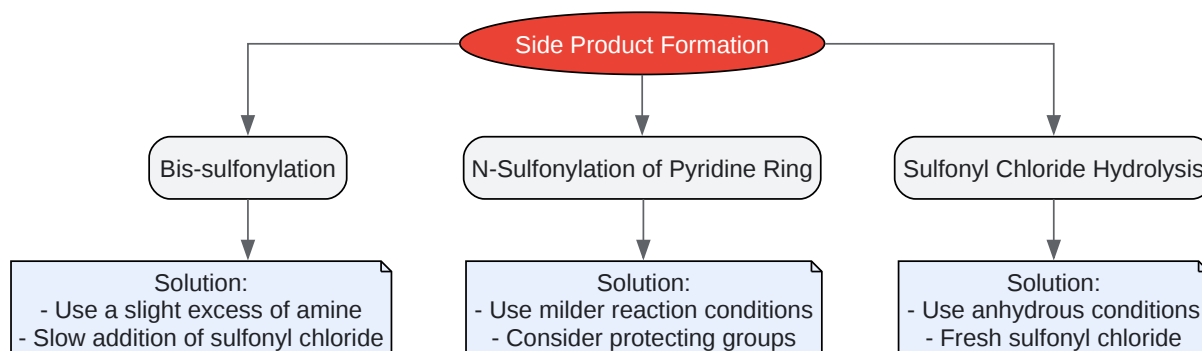 Side Product Formation
Bis-sulfonylation
N-Sulfonylation of Pyridine Ring
Sulfonyl Chloride Hydrolysis
Solution:
- Use a slight excess of amine
- Slow addition of sulfonyl chloride
Solution:
- Use milder reaction conditions
- Consider protecting groups
Solution:
- Use anhydrous conditions
- Fresh sulfonyl chloride